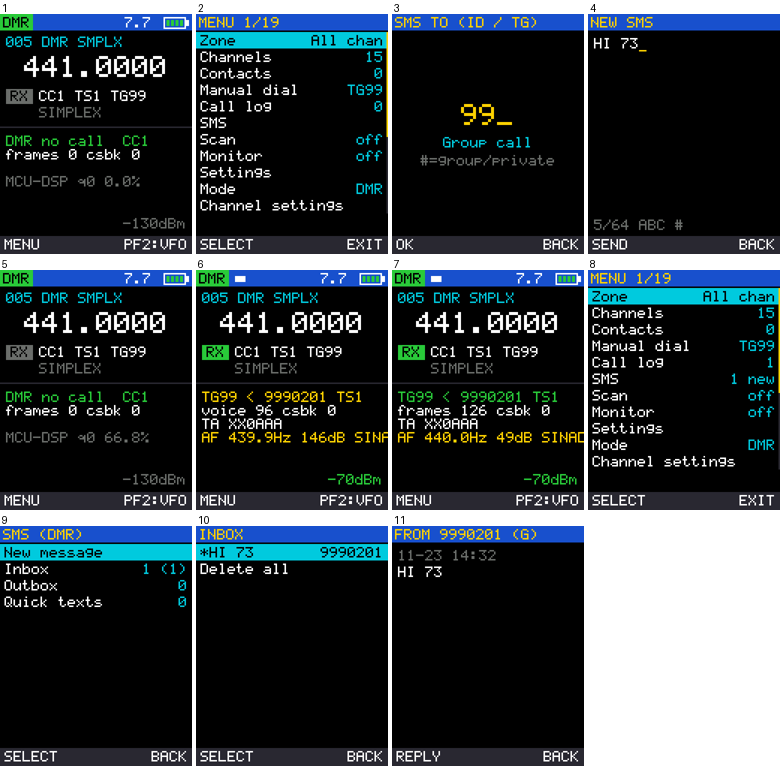 1
DMR 7.7
005 DMR SMPLX
441.0000
RX CC1 TS1 TG99
SIMPLEX
DMR no call CC1
frames 0 csbk 0
MCU-DSP q0 0.0%
-130dBm
MENU PF2:VFO
2
MENU 1/19
Zone All chan
Channels 15
Contacts 0
Manual dial TG99
Call log 0
SMS
Scan off
Monitor off
Settings
Mode DMR
Channel settings
SELECT EXIT
3
SMS TO (ID / TG)
99_
Group call
#=group/private
OK BACK
4
NEW SMS
HI 73_
5/64 ABC #
SEND BACK
5
DMR 7.7
005 DMR SMPLX
441.0000
RX CC1 TS1 TG99
SIMPLEX
DMR no call CC1
frames 0 csbk 0
MCU-DSP q0 66.8%
-130dBm
MENU PF2:VFO
6
DMR 7.7
005 DMR SMPLX
441.0000
RX CC1 TS1 TG99
SIMPLEX
TG99 < 9990201 TS1
voice 96 csbk 0
TA XX0AAA
AF 439.9Hz 146dB SINA
-70dBm
MENU PF2:VFO
7
DMR 7.7
005 DMR SMPLX
441.0000
RX CC1 TS1 TG99
SIMPLEX
TG99 < 9990201 TS1
frames 126 csbk 0
TA XX0AAA
AF 440.0Hz 49dB SINAD
-70dBm
MENU PF2:VFO
8
MENU 1/19
Zone All chan
Channels 15
Contacts 0
Manual dial TG99
Call log 1
SMS 1 new
Scan off
Monitor off
Settings
Mode DMR
Channel settings
SELECT EXIT
9
SMS (DMR)
New message
Inbox 1 (1)
Outbox 0
Quick texts 0
SELECT BACK
10
INBOX
*HI 73 9990201
Delete all
SELECT BACK
11
FROM 9990201 (G)
11-23 14:32
HI 73
REPLY BACK